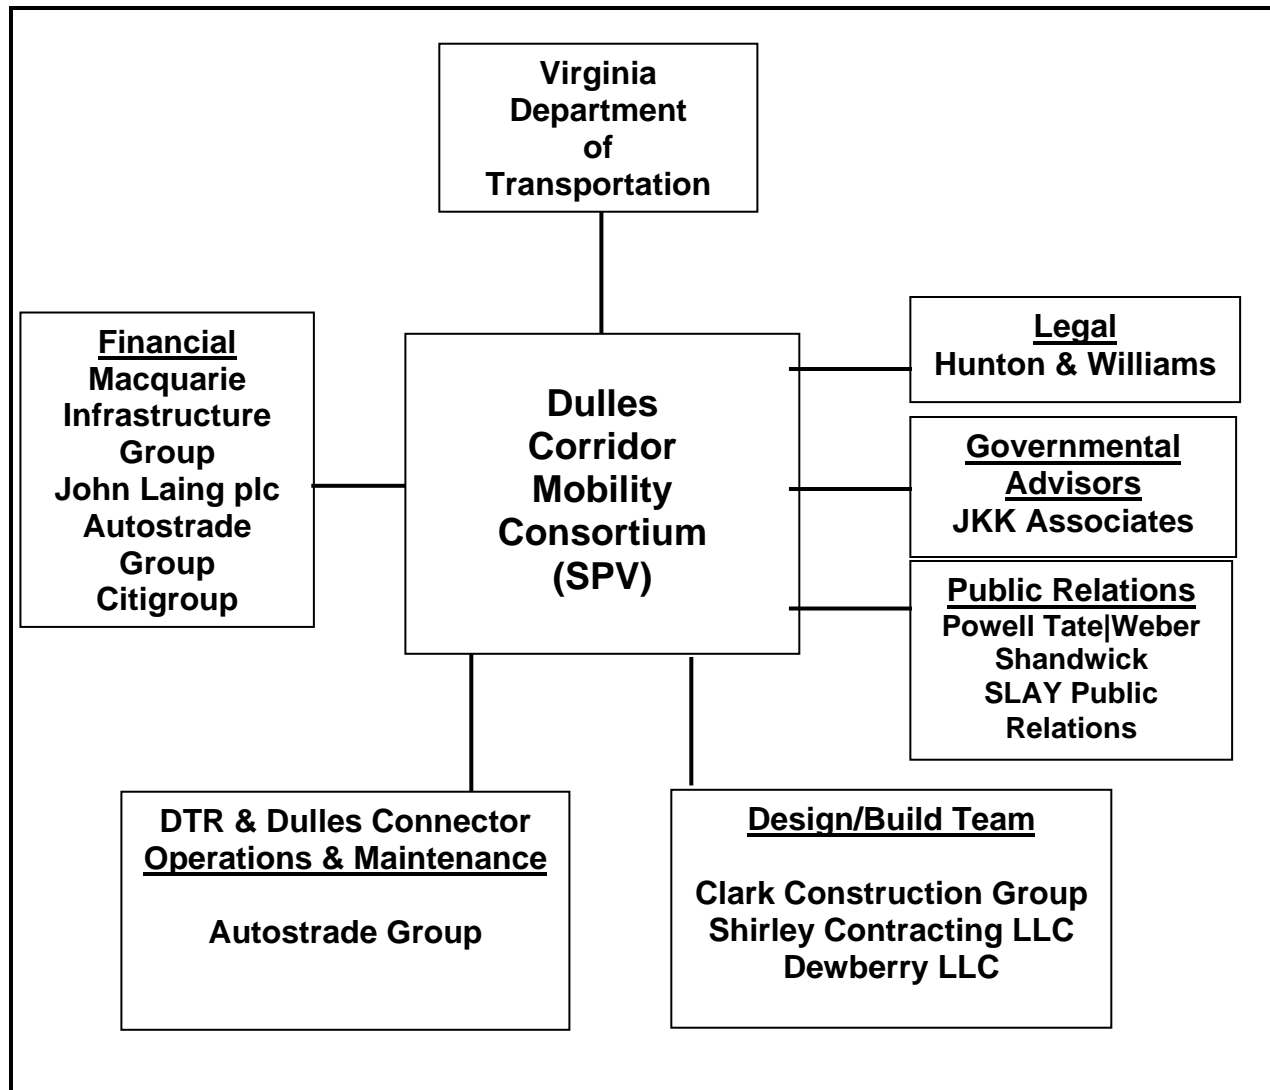 Virginia
Department
of
Transportation
Financial
Macquarie
Infrastructure
Group
John Laing plc
Autostrade
Group
Citigroup
Dulles
Corridor
Mobility
Consortium
(SPV)
Legal
Hunton & Williams
Governmental
Advisors
JKK Associates
Public Relations
Powell Tate|Weber
Shandwick
SLAY Public
Relations
DTR & Dulles Connector
Operations & Maintenance
Autostrade Group
Design/Build Team
Clark Construction Group
Shirley Contracting LLC
Dewberry LLC